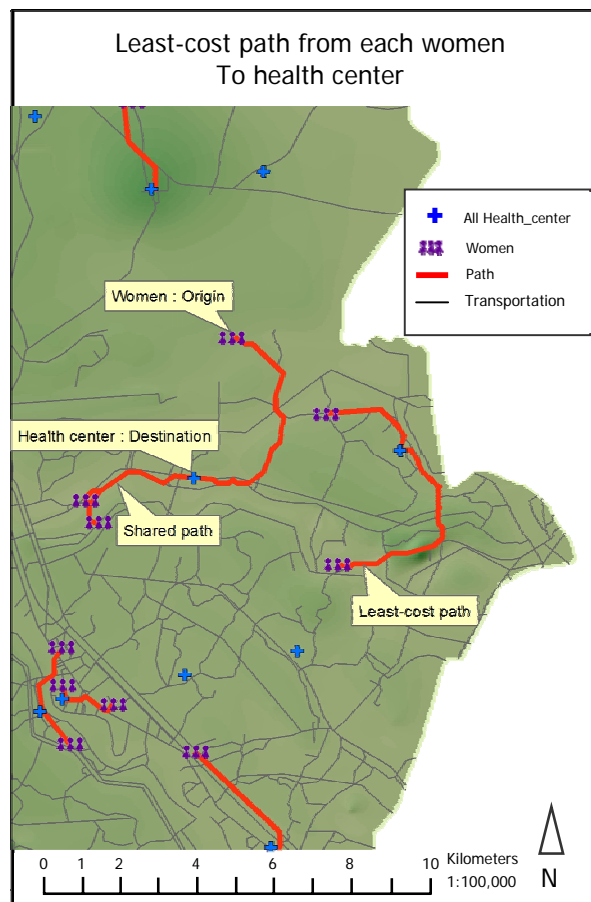 Least-cost path from each women
To health center
All Health_center
Women
Path
Transportation
Women : Origin
Health center : Destination
Shared path
Least-cost path
0 1 2 4 6 8 10 Kilometers
1:100,000
N